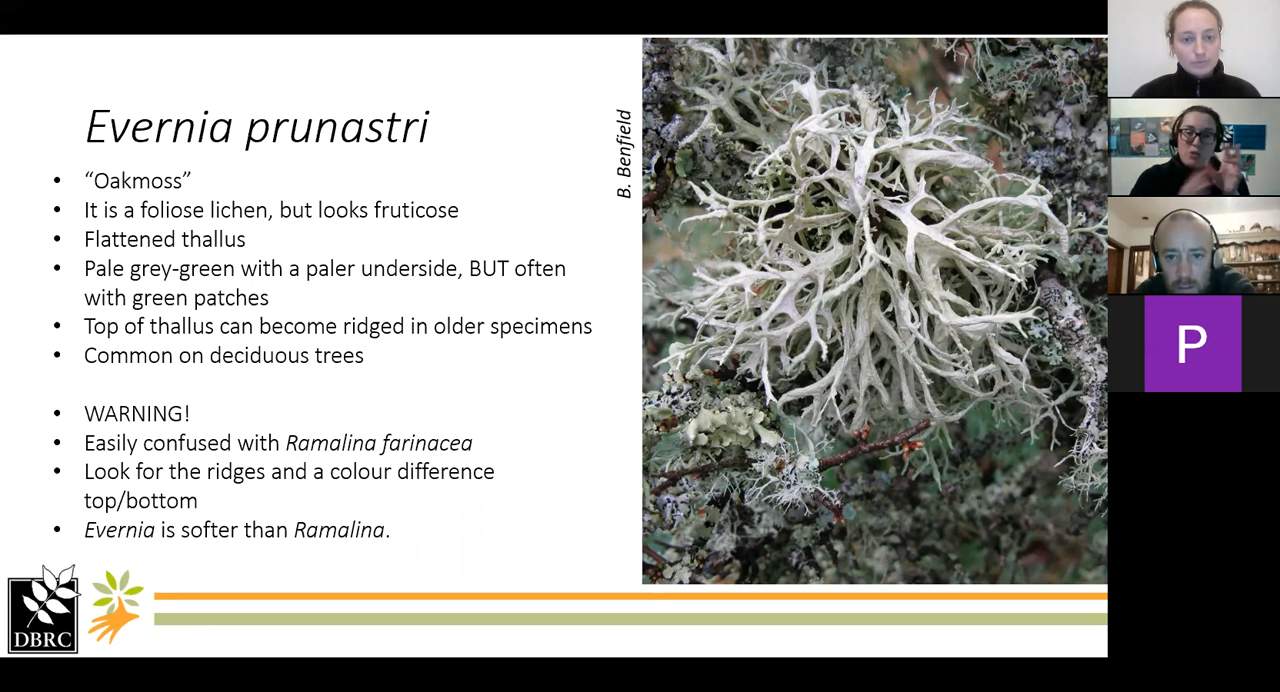 Evernia prunastri
• “Oakmoss”
• It is a foliose lichen, but looks fruticose
• Flattened thallus
• Pale grey-green with a paler underside, BUT often
with green patches
• Top of thallus can become ridged in older specimens
• Common on deciduous trees
• WARNING!
• Easily confused with Ramalina farinacea
• Look for the ridges and a colour difference
top/bottom
• Evernia is softer than Ramalina.
B. Benfield
DBRC
P